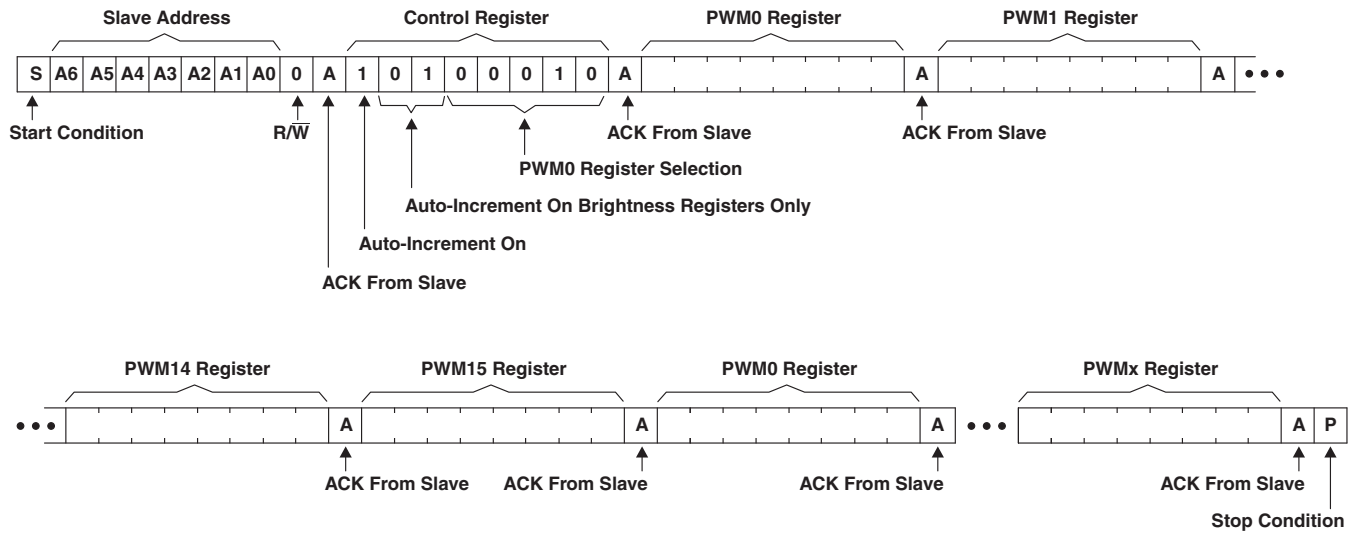 Slave Address Control Register PWM0 Register PWM1 Register
S A6 A5 A4 A3 A2 A1 A0 0 A 1 0 1 0 0 0 1 0 A A A •••
Start Condition R/W̅ ACK From Slave ACK From Slave
PWM0 Register Selection
Auto-Increment On Brightness Registers Only
Auto-Increment On
ACK From Slave
PWM14 Register PWM15 Register PWM0 Register PWMx Register
••• A A A ••• A P
ACK From Slave ACK From Slave ACK From Slave ACK From Slave
Stop Condition